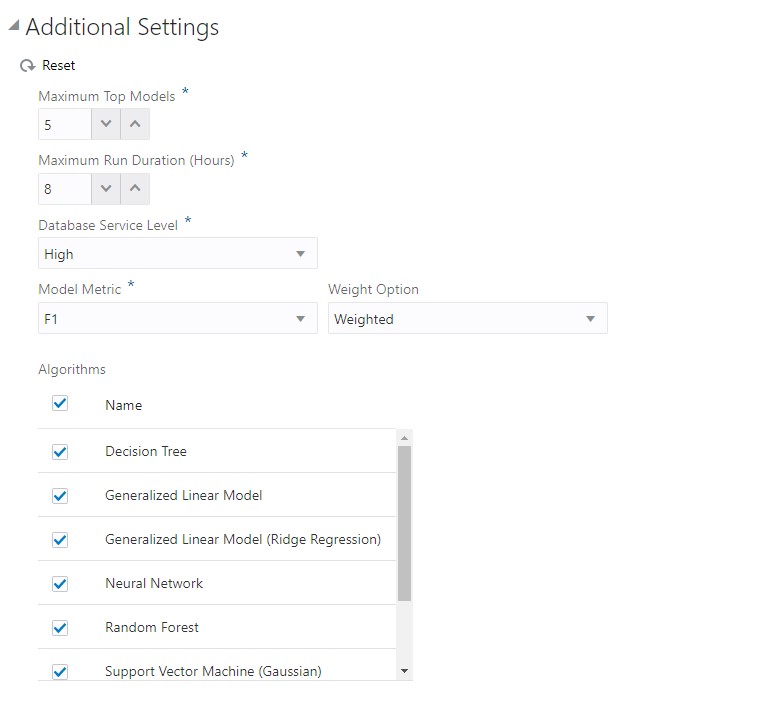 Additional Settings
Reset
Maximum Top Models *
5
Maximum Run Duration (Hours) *
8
Database Service Level *
High
Model Metric * Weight Option
F1 Weighted
Algorithms
Name
Decision Tree
Generalized Linear Model
Generalized Linear Model (Ridge Regression)
Neural Network
Random Forest
Support Vector Machine (Gaussian)